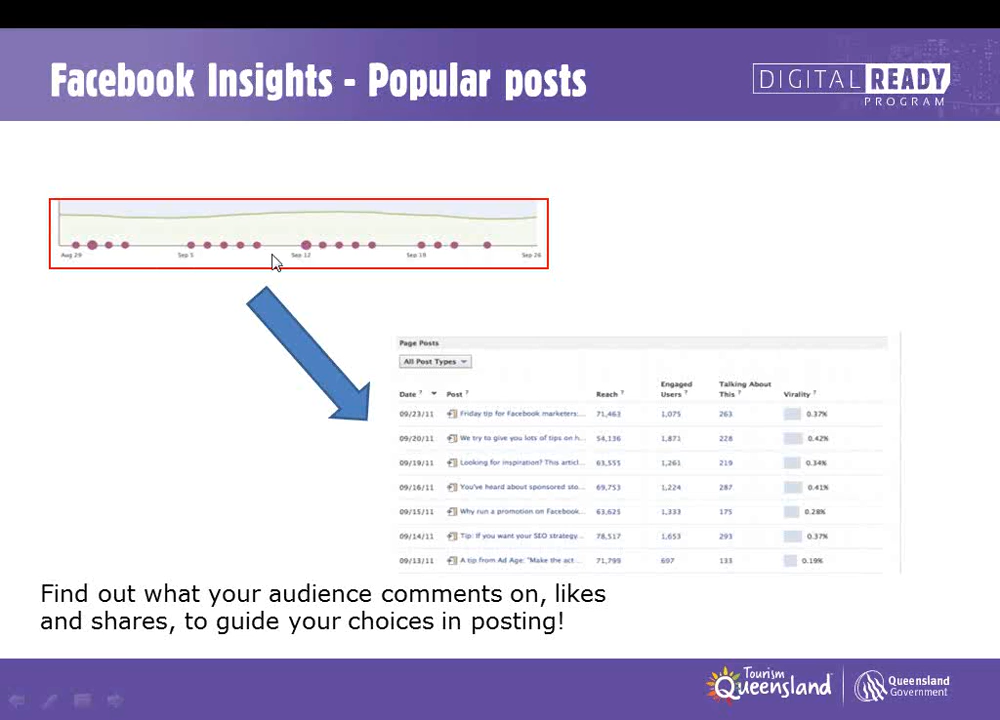 Facebook Insights - Popular posts
DIGITAL READY
PROGRAM
Aug 29 Sep 5 Sep 12 Sep 19 Sep 26
Page Posts
All Post Types
Date ? Post ? Reach ? Engaged Users ? Talking About This ? Virality ?
09/23/11 Friday tip for Facebook marketers:... 71,463 1,075 263 0.37%
09/20/11 We try to give you lots of tips on h... 54,136 1,871 228 0.42%
09/19/11 Looking for inspiration? This articl... 63,555 1,261 219 0.34%
09/16/11 You've heard about sponsored sto... 69,753 1,224 287 0.41%
09/15/11 Why run a promotion on Facebook... 63,625 1,333 175 0.28%
09/14/11 Tip: If you want your SEO strategy... 78,517 1,653 293 0.37%
09/13/11 A tip from Ad Age: "Make the act... 71,799 697 133 0.19%
Find out what your audience comments on, likes
and shares, to guide your choices in posting!
Tourism
Queensland
Queensland
Government